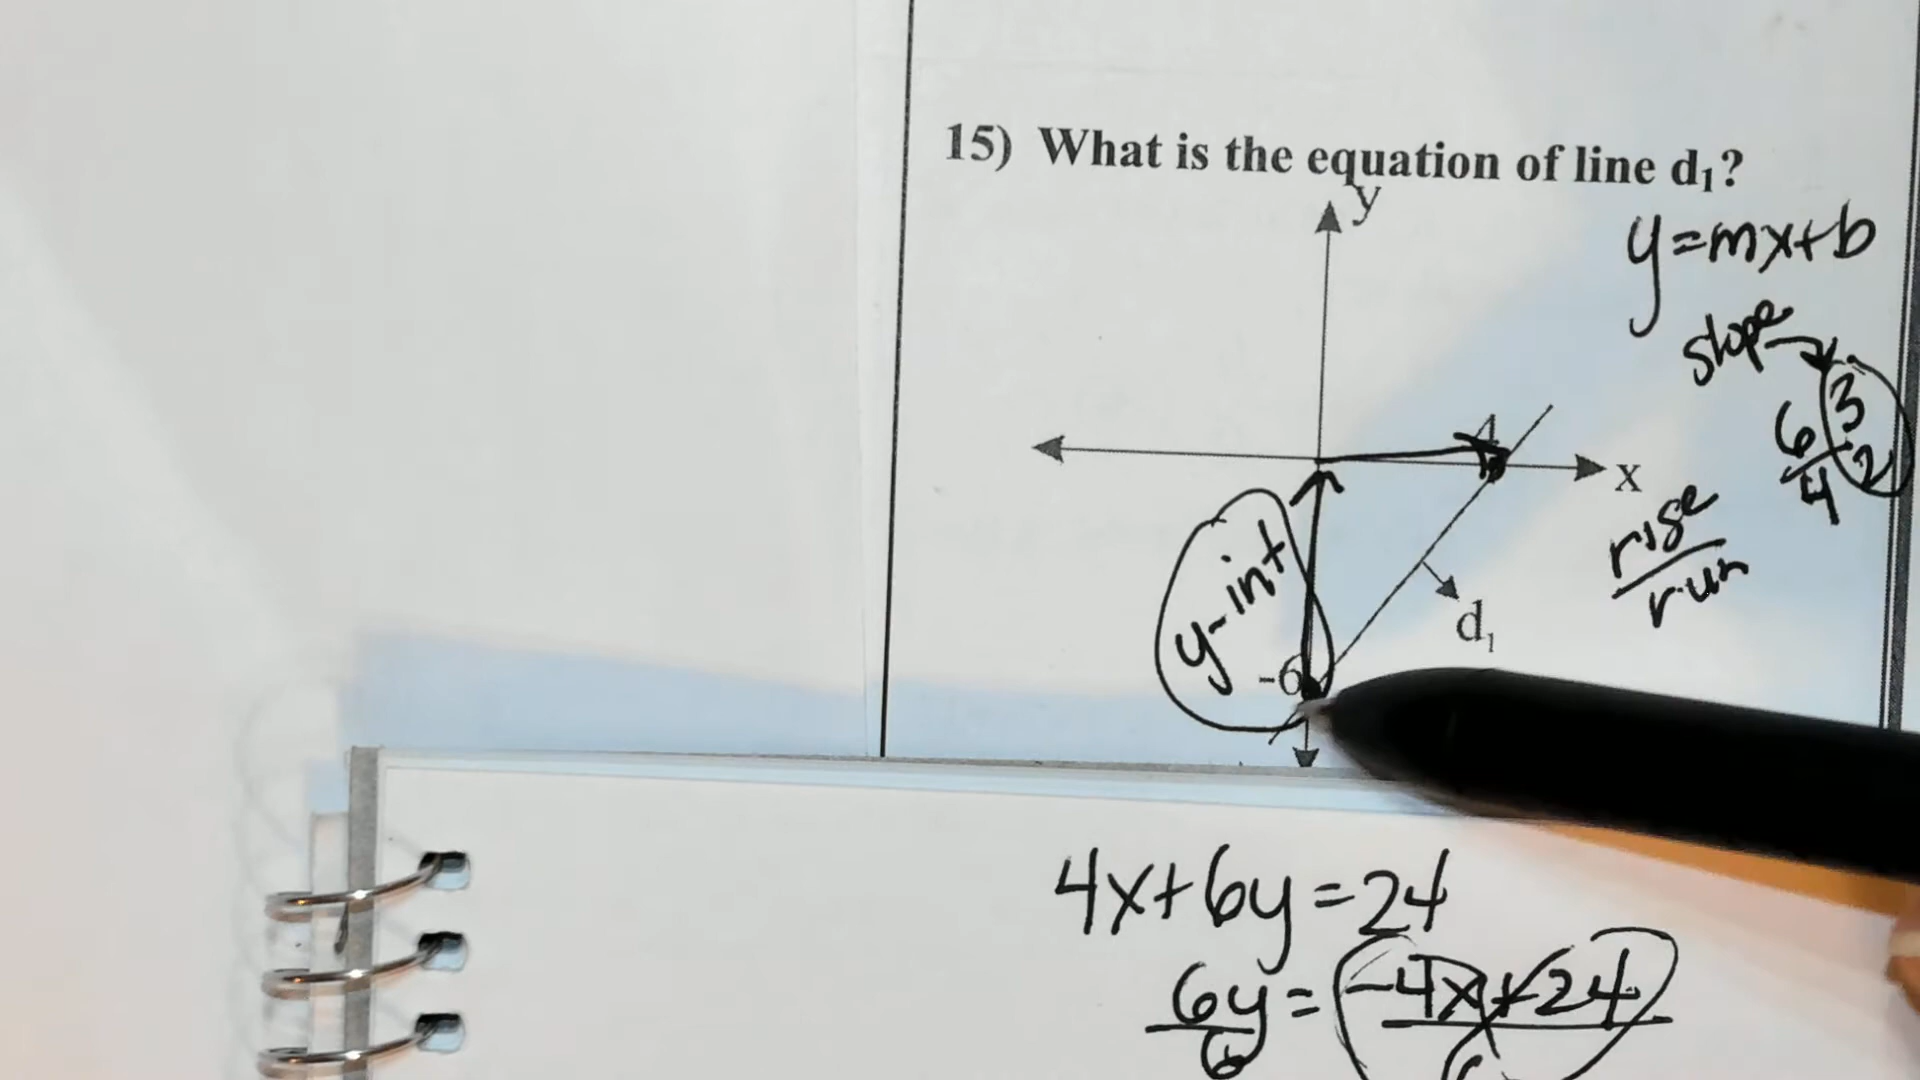 15) What is the equation of line d₁?
y
y=mx+b
slope
6/4 3/2
4
x
rise/run
y-int
-6
d₁
4x+6y=24
6y/6 = -4x+24